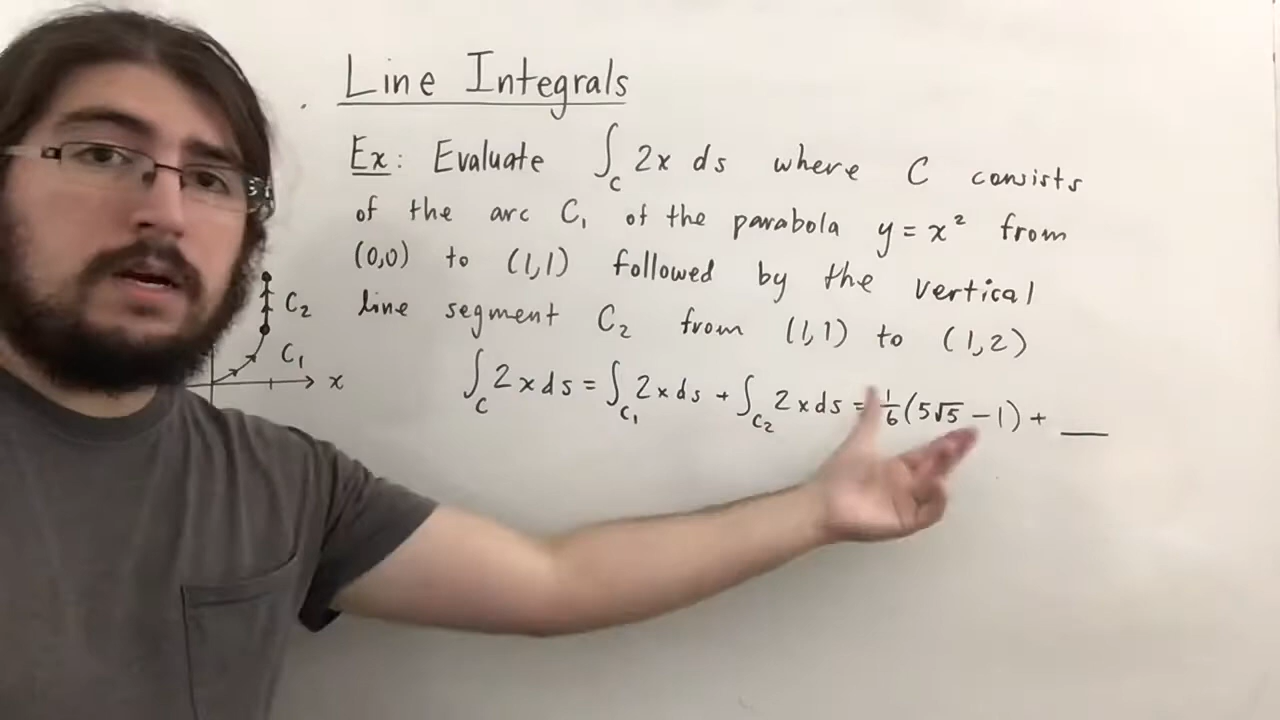 Line Integrals
Ex: Evaluate ∫_C 2x ds where C consists
of the arc C₁ of the parabola y = x² from
(0,0) to (1,1) followed by the vertical
line segment C₂ from (1,1) to (1,2)
C₂
C₁
x
∫_C 2x ds = ∫_C₁ 2x ds + ∫_C₂ 2x ds = 1/6 (5√5 − 1) + __